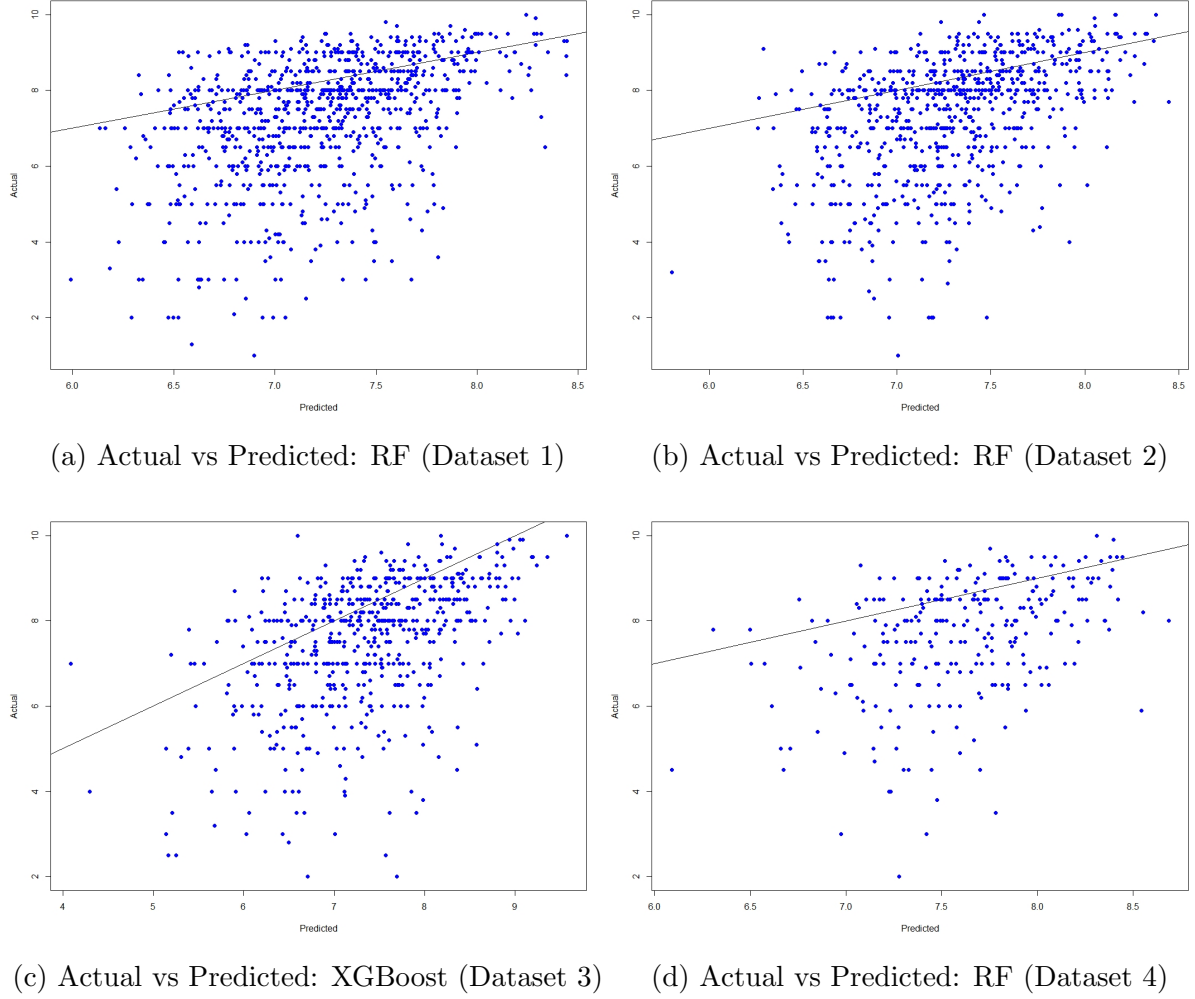 10
8
6
4
2
Actual
6.0 6.5 7.0 7.5 8.0 8.5
Predicted
(a) Actual vs Predicted: RF (Dataset 1)
10
8
6
4
2
Actual
6.0 6.5 7.0 7.5 8.0 8.5
Predicted
(b) Actual vs Predicted: RF (Dataset 2)
10
8
6
4
2
Actual
4 5 6 7 8 9
Predicted
(c) Actual vs Predicted: XGBoost (Dataset 3)
10
8
6
4
2
Actual
6.0 6.5 7.0 7.5 8.0 8.5
Predicted
(d) Actual vs Predicted: RF (Dataset 4)